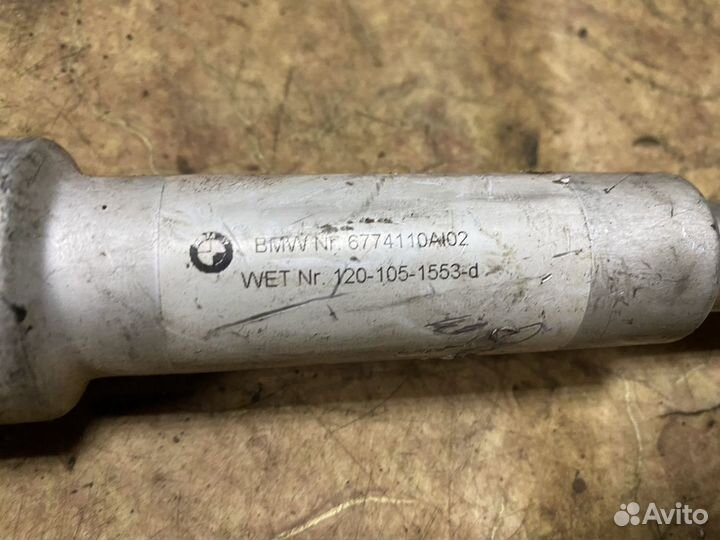 BMW Nr. 6774110AI02
WET Nr. 120-105-1553-d
Avito